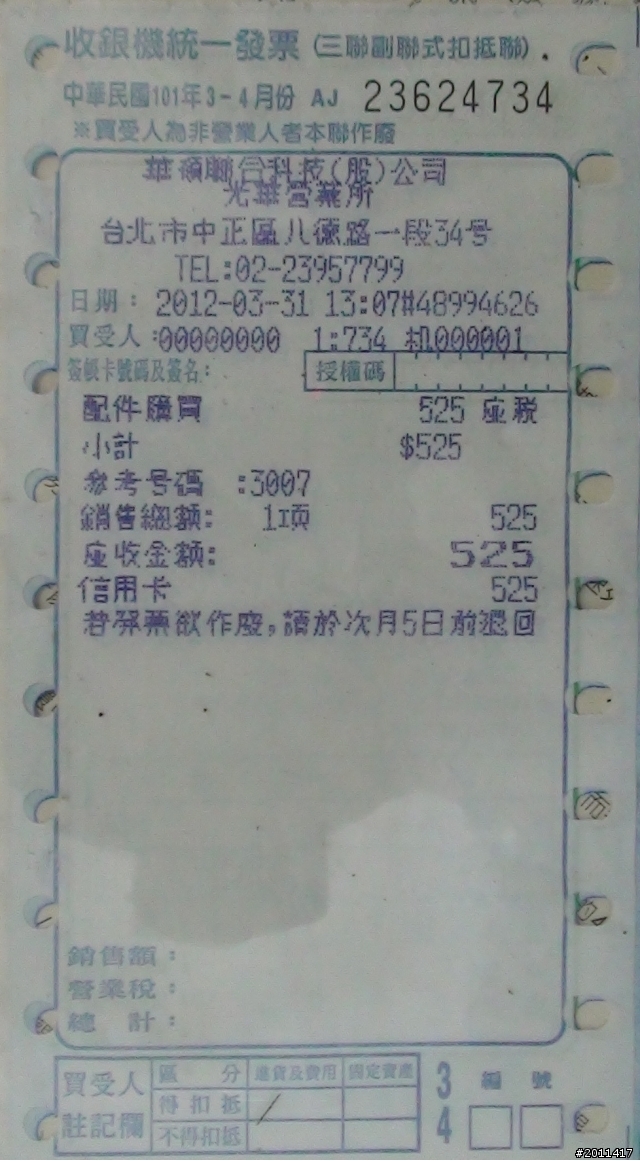 收銀機統一發票(三聯副聯式扣抵聯).
中華民國101年3-4月份 AJ 23624734
※買受人為非營業人者本聯作廢
華碩聯合科技(股)公司
光華營業所
台北市中正區八德路一段34号
TEL:02-23957799
日期: 2012-03-31 13:07#48994626
買受人:00000000 1:734 机000001
簽帳卡號碼及簽名: 授權碼
配件購買 525 应税
小計 $525
参考号碼 :3007
銷售總額: 1項 525
应收金額: 525
信用卡 525
若發票欲作废,請於次月5日前退回
銷售額:
營業稅:
總 計:
買受人註記欄 區 分 進貨及費用 固定資產
得扣抵
不得扣抵
3 4 編 號
#2011417